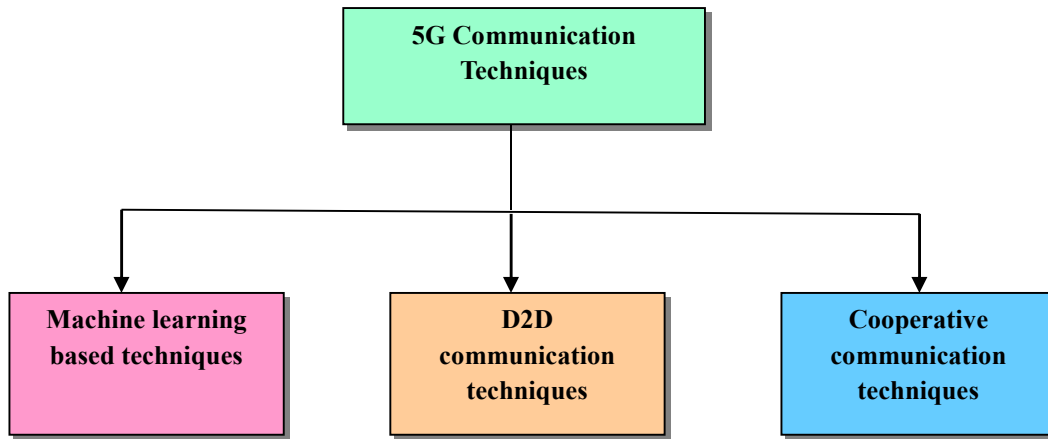 5G Communication
Techniques
Machine learning
based techniques
D2D
communication
techniques
Cooperative
communication
techniques